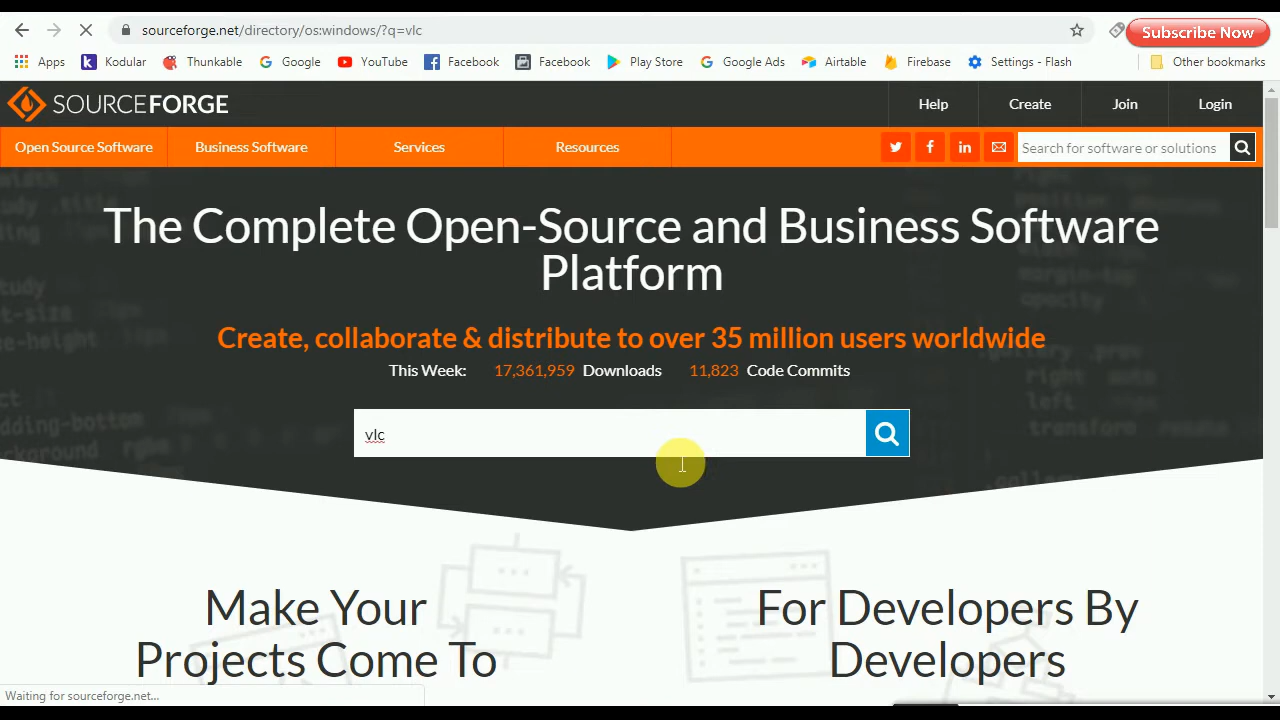 sourceforge.net/directory/os:windows/?q=vlc
Subscribe Now
Apps Kodular Thunkable Google YouTube Facebook Facebook Play Store Google Ads Airtable Firebase Settings - Flash Other bookmarks
SOURCEFORGE Help Create Join Login
Open Source Software Business Software Services Resources Search for software or solutions
The Complete Open-Source and Business Software
Platform
Create, collaborate & distribute to over 35 million users worldwide
This Week: 17,361,959 Downloads 11,823 Code Commits
vlc
Make Your
Projects Come To
For Developers By
Developers
Waiting for sourceforge.net...